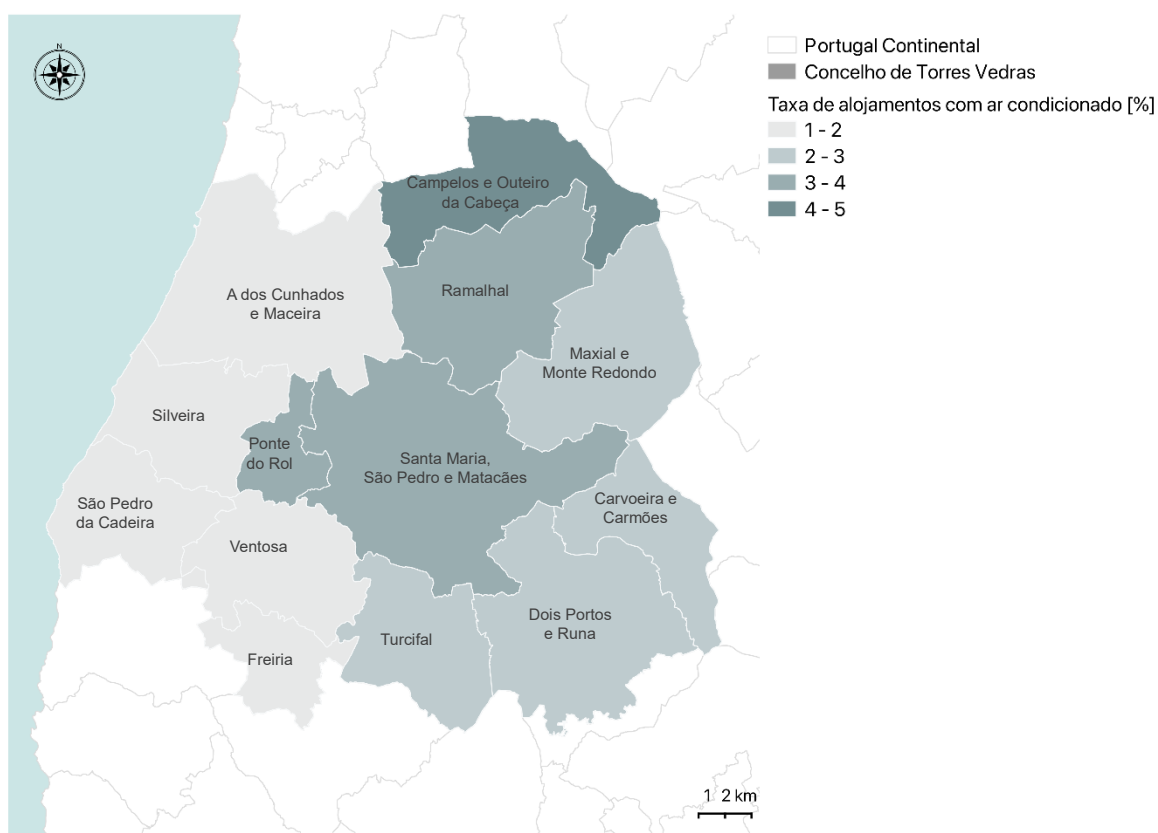 N
Portugal Continental
Concelho de Torres Vedras
Taxa de alojamentos com ar condicionado [%]
1 - 2
2 - 3
3 - 4
4 - 5
Campelos e Outeiro
da Cabeça
A dos Cunhados
e Maceira
Ramalhal
Maxial e
Monte Redondo
Silveira
Ponte
do Rol
Santa Maria,
São Pedro e Matacães
São Pedro
da Cadeira
Carvoeira e
Carmões
Ventosa
Dois Portos
e Runa
Turcifal
Freiria
1 2 km